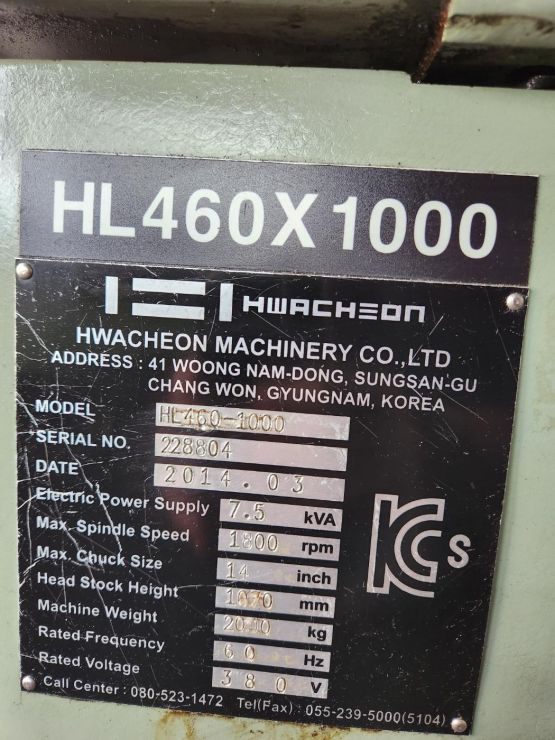 HL460X1000
HWACHEON
HWACHEON MACHINERY CO.,LTD
ADDRESS : 41 WOONG NAM-DONG, SUNGSAN-GU
CHANG WON, GYUNGNAM, KOREA
MODEL HL460-1000
SERIAL NO. 228804
DATE 2014.03
Electric Power Supply 7.5 kVA
Max. Spindle Speed 1800 rpm
Max. Chuck Size 14 inch
Head Stock Height 1070 mm
Machine Weight kg
Rated Frequency 60 Hz
Rated Voltage 380 V
KCs
Call Center : 080-523-1472 Tel(Fax) : 055-239-5000(5104)